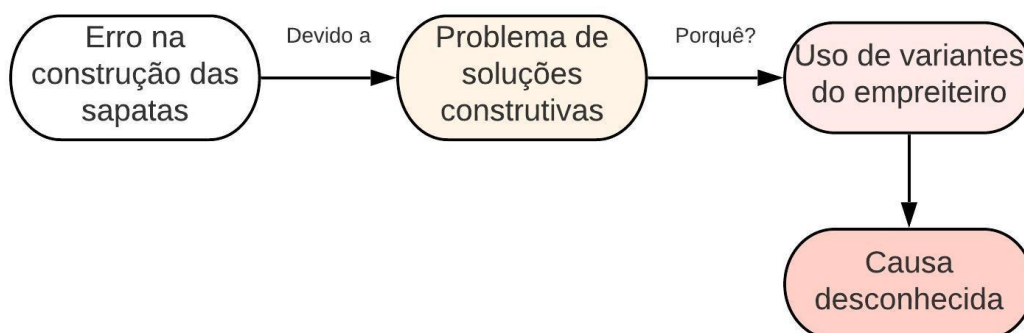 Erro na
construção das
sapatas
Devido a
Problema de
soluções
construtivas
Porquê?
Uso de variantes
do empreiteiro
Causa
desconhecida